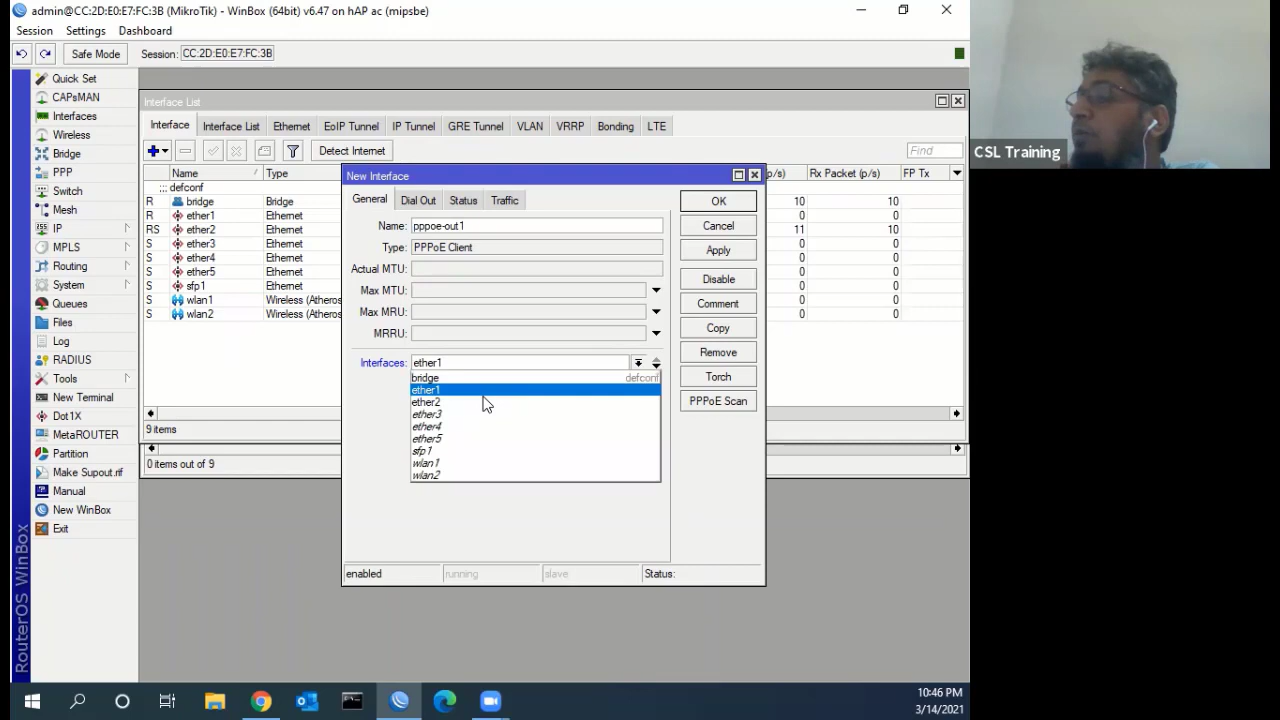 admin@CC:2D:E0:E7:FC:3B (MikroTik) - WinBox (64bit) v6.47 on hAP ac (mipsbe)
Session Settings Dashboard
Safe Mode Session: CC:2D:E0:E7:FC:3B
Quick Set
CAPsMAN
Interfaces
Wireless
Bridge
PPP
Switch
Mesh
IP
MPLS
Routing
System
Queues
Files
Log
RADIUS
Tools
New Terminal
Dot1X
MetaROUTER
Partition
Make Supout.rif
Manual
New WinBox
Exit
RouterOS WinBox
Interface List
Interface Interface List Ethernet EoIP Tunnel IP Tunnel GRE Tunnel VLAN VRRP Bonding LTE
Detect Internet Find
Name Type p/s) Rx Packet (p/s) FP Tx
::: defconf
R bridge Bridge 10 10
R ether1 Ethernet 0 0
RS ether2 Ethernet 11 10
S ether3 Ethernet 0 0
S ether4 Ethernet 0 0
S ether5 Ethernet 0 0
S sfp1 Ethernet 0 0
S wlan1 Wireless (Atheros 0 0
S wlan2 Wireless (Atheros 0 0
9 items
0 items out of 9
New Interface
General Dial Out Status Traffic
Name: pppoe-out1
Type: PPPoE Client
Actual MTU:
Max MTU:
Max MRU:
MRRU:
Interfaces: ether1
bridge defconf
ether1
ether2
ether3
ether4
ether5
sfp1
wlan1
wlan2
OK
Cancel
Apply
Disable
Comment
Copy
Remove
Torch
PPPoE Scan
enabled running slave Status:
CSL Training
10:46 PM
3/14/2021